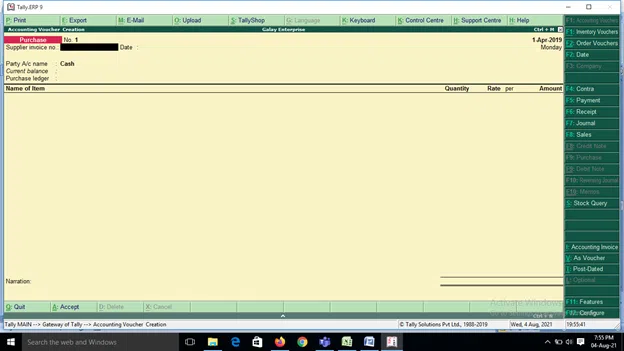 Tally.ERP 9
P: Print E: Export M: E-Mail O: Upload S: TallyShop G: Language K: Keyboard K: Control Centre H: Support Centre H: Help
Accounting Voucher Creation Galay Enterprise Ctrl + M
Purchase No. 1 1-Apr-2019
Supplier invoice no.: Date : Monday
Party A/c name : Cash
Current balance :
Purchase ledger :
Name of Item Quantity Rate per Amount
Narration:
Q: Quit A: Accept D: Delete X: Cancel
F1: Accounting Vouchers
F1: Inventory Vouchers
F2: Order Vouchers
F2: Date
F3: Company
F4: Contra
F5: Payment
F6: Receipt
F7: Journal
F8: Sales
F8: Credit Note
F9: Purchase
F9: Debit Note
F10: Reversing Journal
F10: Memos
S: Stock Query
I: Accounting Invoice
V: As Voucher
T: Post-Dated
L: Optional
F11: Features
F12: Configure
Activate Windows
Ctrl + N
Tally MAIN --> Gateway of Tally --> Accounting Voucher Creation © Tally Solutions Pvt Ltd., 1988-2019 Wed, 4 Aug, 2021 19:55:41
Search the web and Windows
7:55 PM
04-Aug-21